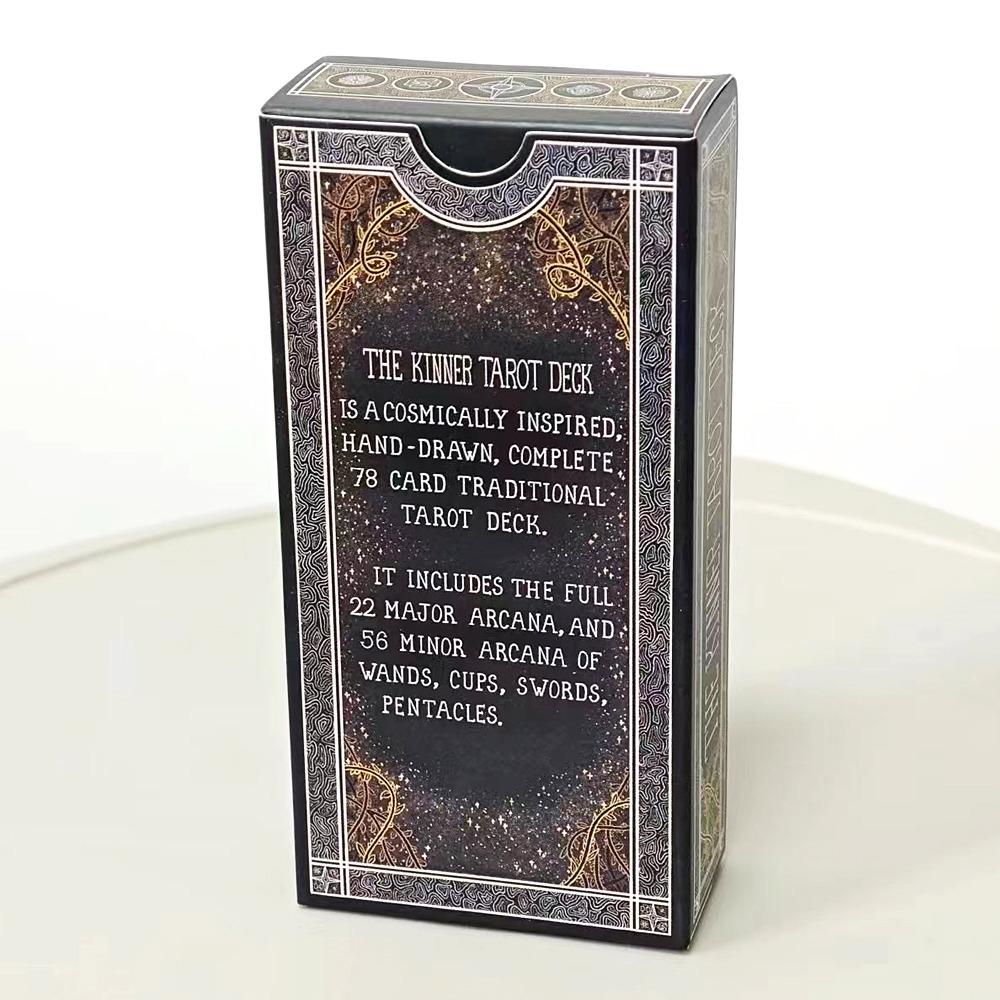 THE KINNER TAROT DECK
IS A COSMICALLY INSPIRED,
HAND-DRAWN, COMPLETE
78 CARD TRADITIONAL
TAROT DECK.
IT INCLUDES THE FULL
22 MAJOR ARCANA, AND
56 MINOR ARCANA OF
WANDS, CUPS, SWORDS,
PENTACLES.
THE KINNER TAROT DECK